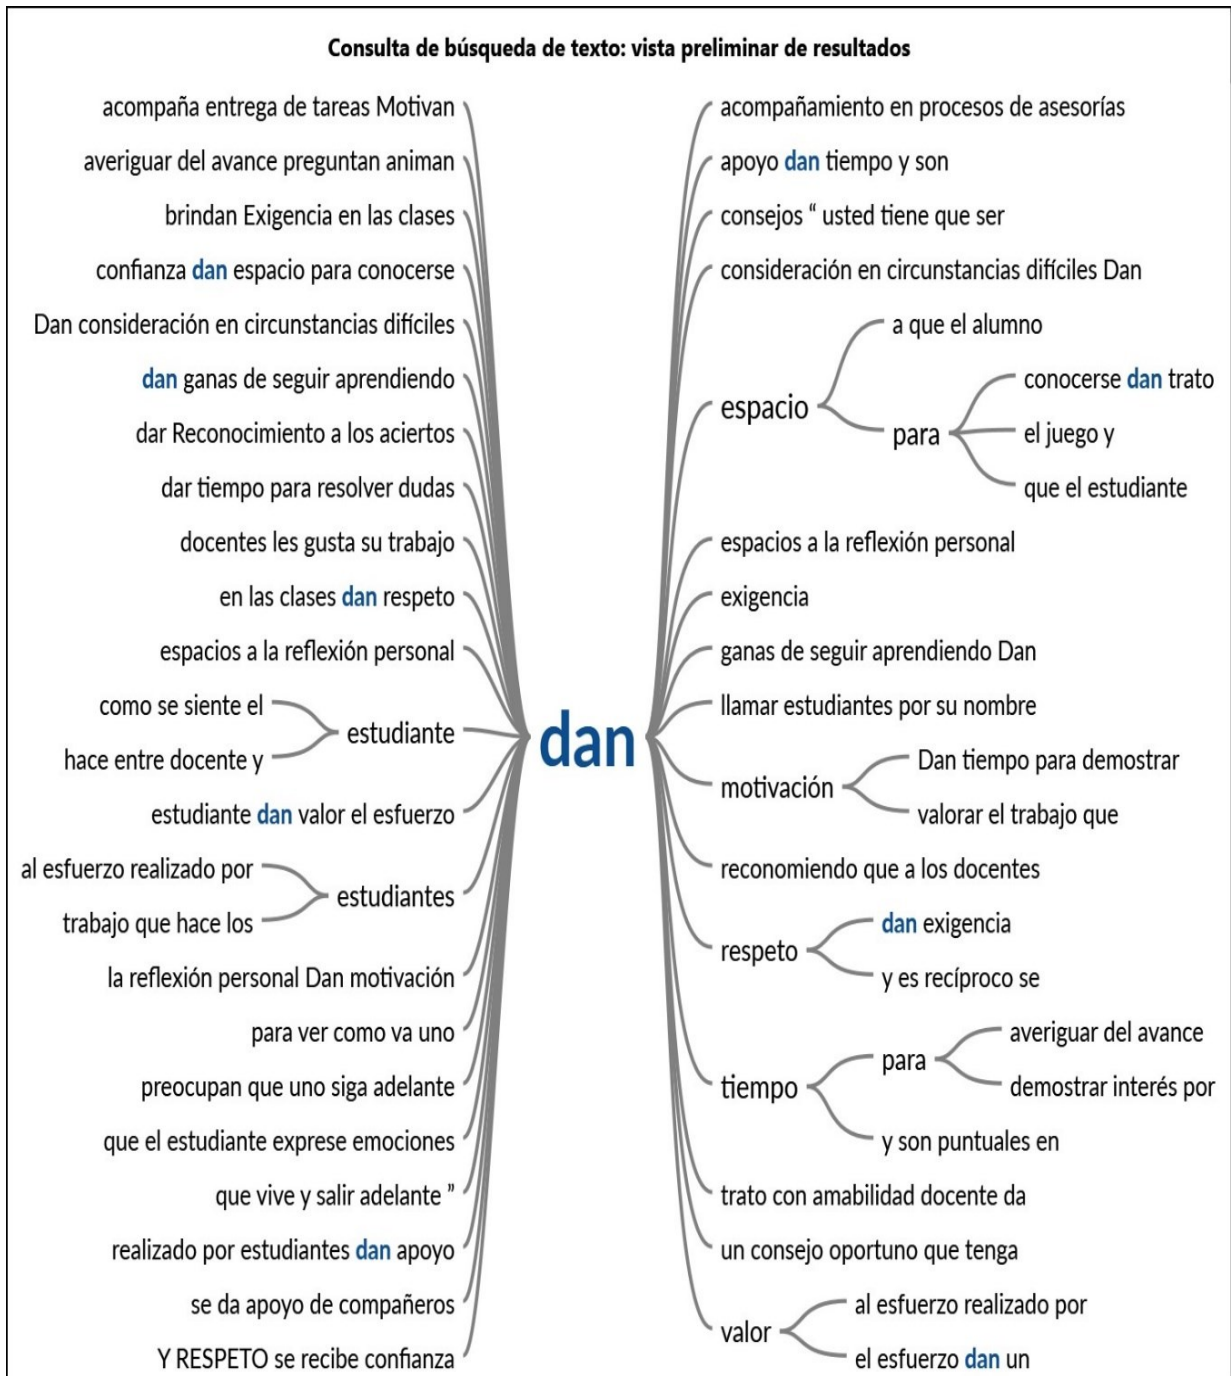 Consulta de búsqueda de texto: vista preliminar de resultados
acompaña entrega de tareas Motivan
averiguar del avance preguntan animan
brindan Exigencia en las clases
confianza dan espacio para conocerse
Dan consideración en circunstancias difíciles
dan ganas de seguir aprendiendo
dar Reconocimiento a los aciertos
dar tiempo para resolver dudas
docentes les gusta su trabajo
en las clases dan respeto
espacios a la reflexión personal
como se siente el
hace entre docente y
estudiante
estudiante dan valor el esfuerzo
al esfuerzo realizado por
trabajo que hace los
estudiantes
la reflexión personal Dan motivación
para ver como va uno
preocupan que uno siga adelante
que el estudiante exprese emociones
que vive y salir adelante ”
realizado por estudiantes dan apoyo
se da apoyo de compañeros
Y RESPETO se recibe confianza
dan
acompañamiento en procesos de asesorías
apoyo dan tiempo y son
consejos “ usted tiene que ser
consideración en circunstancias difíciles Dan
espacio
a que el alumno
para
conocerse dan trato
el juego y
que el estudiante
espacios a la reflexión personal
exigencia
ganas de seguir aprendiendo Dan
llamar estudiantes por su nombre
motivación
Dan tiempo para demostrar
valorar el trabajo que
reconomiendo que a los docentes
respeto
dan exigencia
y es recíproco se
tiempo
para
averiguar del avance
demostrar interés por
y son puntuales en
trato con amabilidad docente da
un consejo oportuno que tenga
valor
al esfuerzo realizado por
el esfuerzo dan un